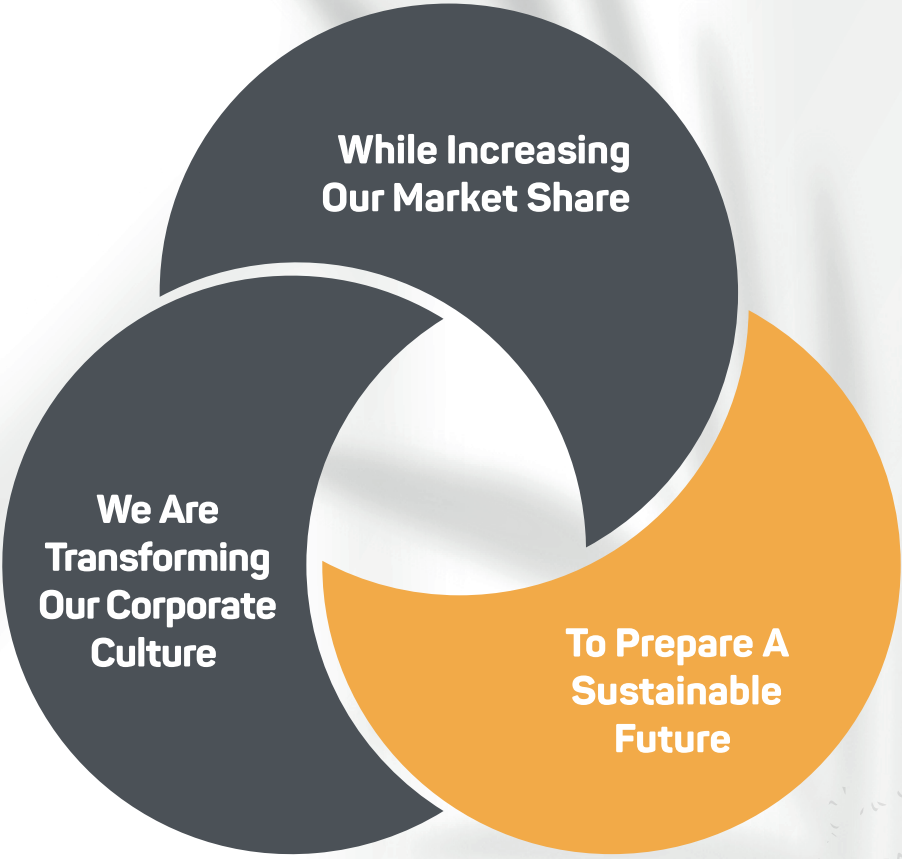 While Increasing
Our Market Share
We Are
Transforming
Our Corporate
Culture
To Prepare A
Sustainable
Future